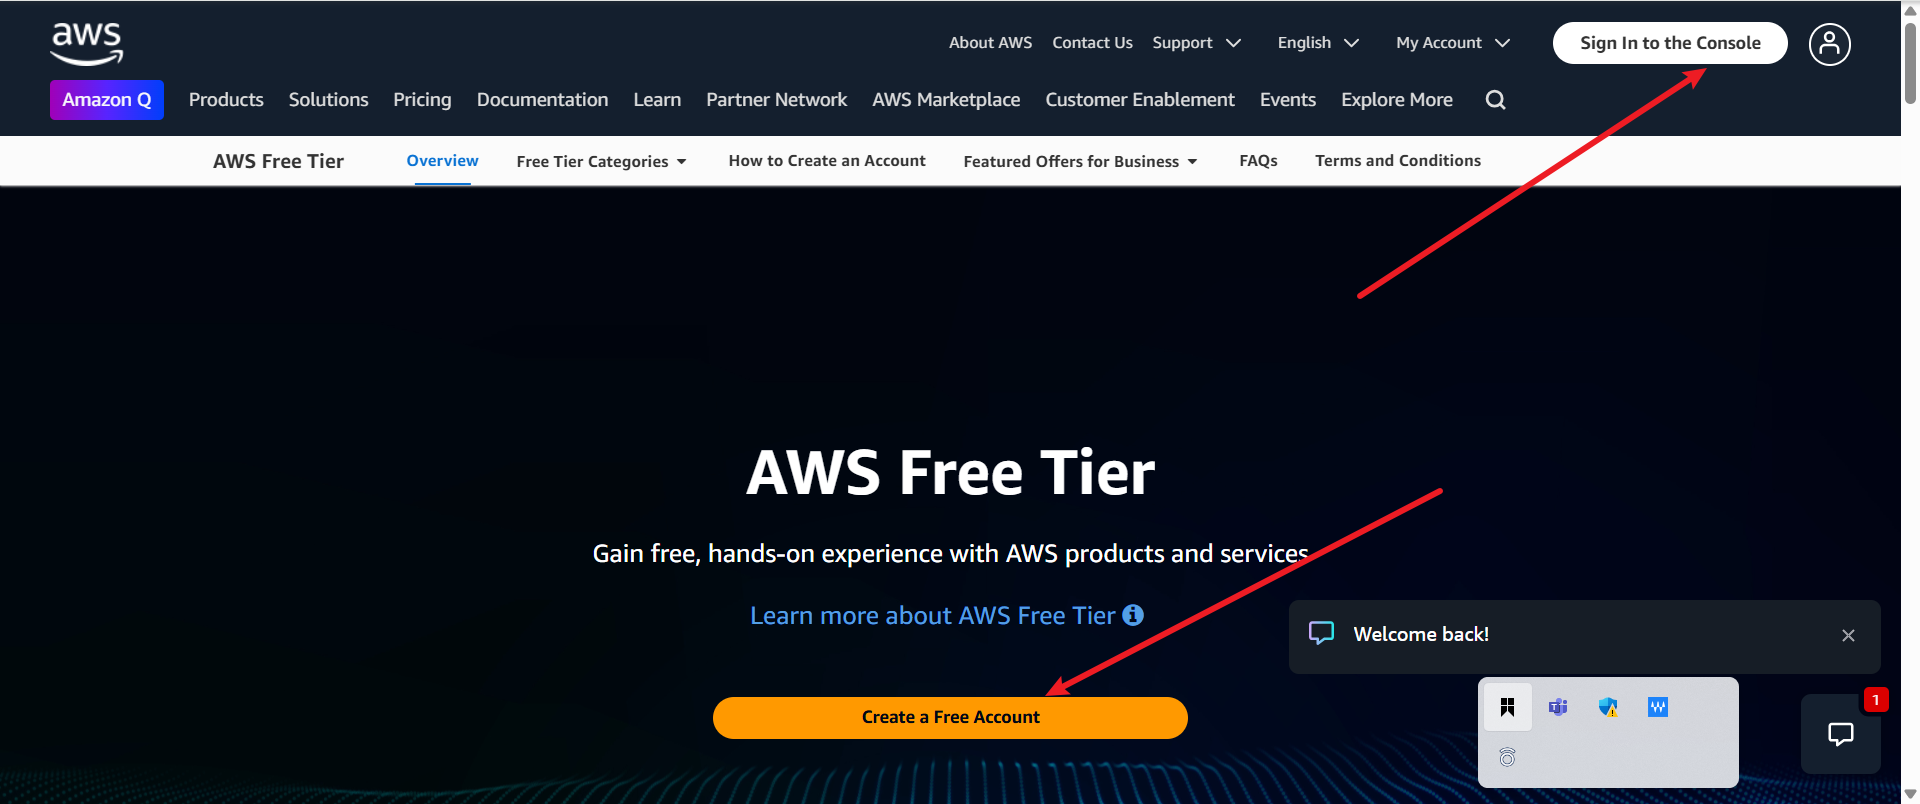 aws
About AWS Contact Us Support English My Account Sign In to the Console
Amazon Q Products Solutions Pricing Documentation Learn Partner Network AWS Marketplace Customer Enablement Events Explore More
AWS Free Tier Overview Free Tier Categories How to Create an Account Featured Offers for Business FAQs Terms and Conditions
AWS Free Tier
Gain free, hands-on experience with AWS products and services
Learn more about AWS Free Tier
Welcome back!
1
Create a Free Account